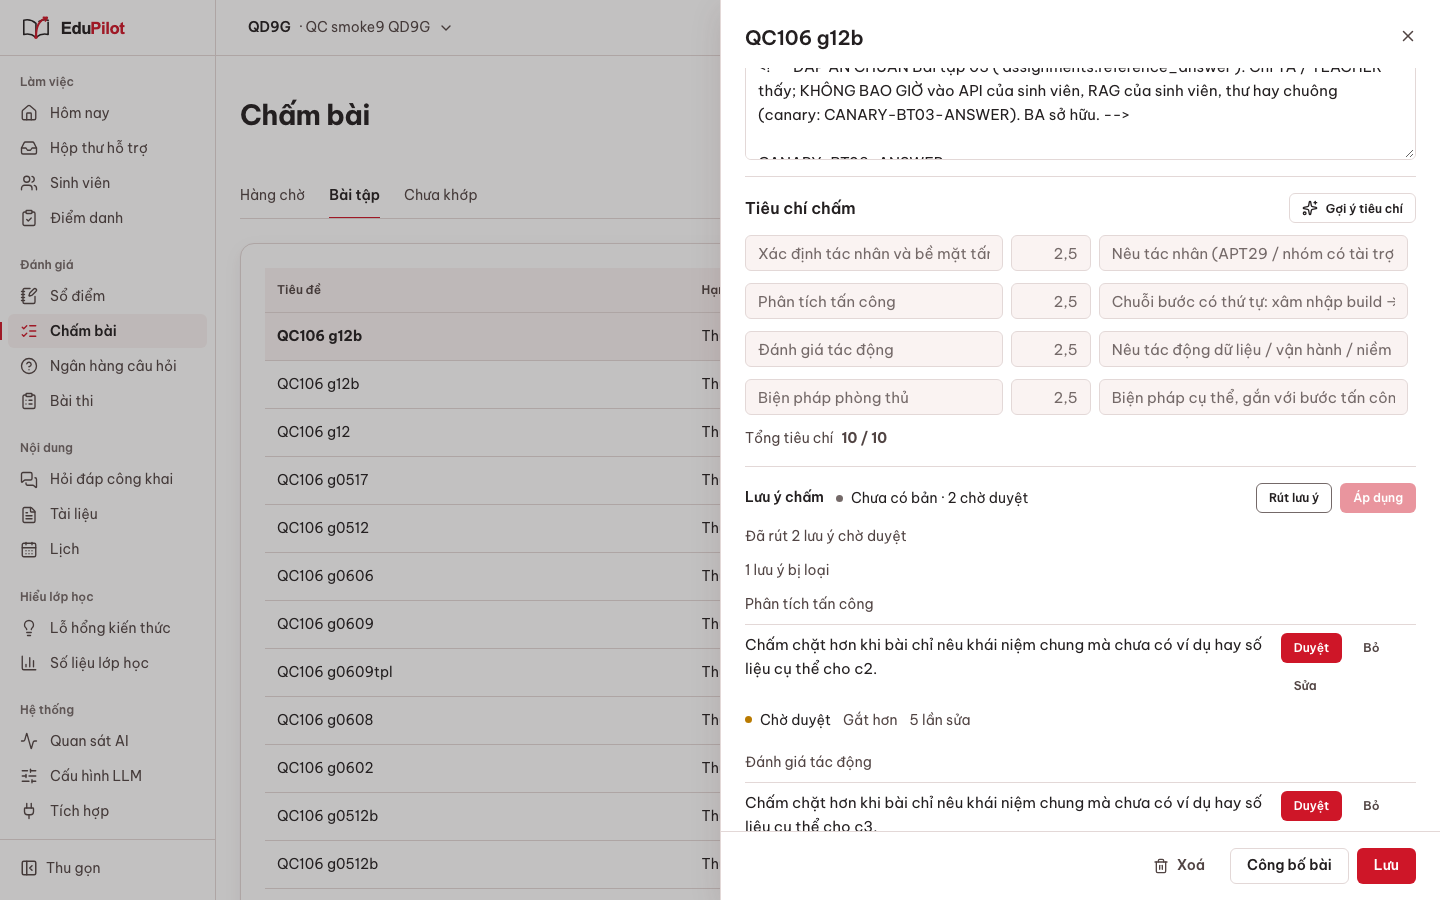 EduPilot
QD9G · QC smoke9 QD9G
Làm việc
Hôm nay
Hộp thư hỗ trợ
Sinh viên
Điểm danh
Đánh giá
Sổ điểm
Chấm bài
Ngân hàng câu hỏi
Bài thi
Nội dung
Hỏi đáp công khai
Tài liệu
Lịch
Hiểu lớp học
Lỗ hổng kiến thức
Số liệu lớp học
Hệ thống
Quan sát AI
Cấu hình LLM
Tích hợp
Thu gọn
Chấm bài
Hàng chờ
Bài tập
Chưa khớp
Tiêu đề
QC106 g12b
QC106 g12b
QC106 g12
QC106 g0517
QC106 g0512
QC106 g0606
QC106 g0609
QC106 g0609tpl
QC106 g0608
QC106 g0602
QC106 g0512b
QC106 g0512b
QC106 g12b
thấy; KHÔNG BAO GIỜ vào API của sinh viên, RAG của sinh viên, thư hay chuông
(canary: CANARY-BT03-ANSWER). BA sở hữu. -->
Tiêu chí chấm
Gợi ý tiêu chí
Xác định tác nhân và bề mặt tấn 2,5 Nêu tác nhân (APT29 / nhóm có tài trợ
Phân tích tấn công 2,5 Chuỗi bước có thứ tự: xâm nhập build →
Đánh giá tác động 2,5 Nêu tác động dữ liệu / vận hành / niềm
Biện pháp phòng thủ 2,5 Biện pháp cụ thể, gắn với bước tấn côn
Tổng tiêu chí 10 / 10
Lưu ý chấm
Chưa có bản · 2 chờ duyệt
Rút lưu ý
Áp dụng
Đã rút 2 lưu ý chờ duyệt
1 lưu ý bị loại
Phân tích tấn công
Chấm chặt hơn khi bài chỉ nêu khái niệm chung mà chưa có ví dụ hay số
liệu cụ thể cho c2.
Duyệt
Bỏ
Sửa
Chờ duyệt Gắt hơn 5 lần sửa
Đánh giá tác động
Chấm chặt hơn khi bài chỉ nêu khái niệm chung mà chưa có ví dụ hay số
liệu cụ thể cho c3.
Duyệt
Bỏ
Xoá
Công bố bài
Lưu